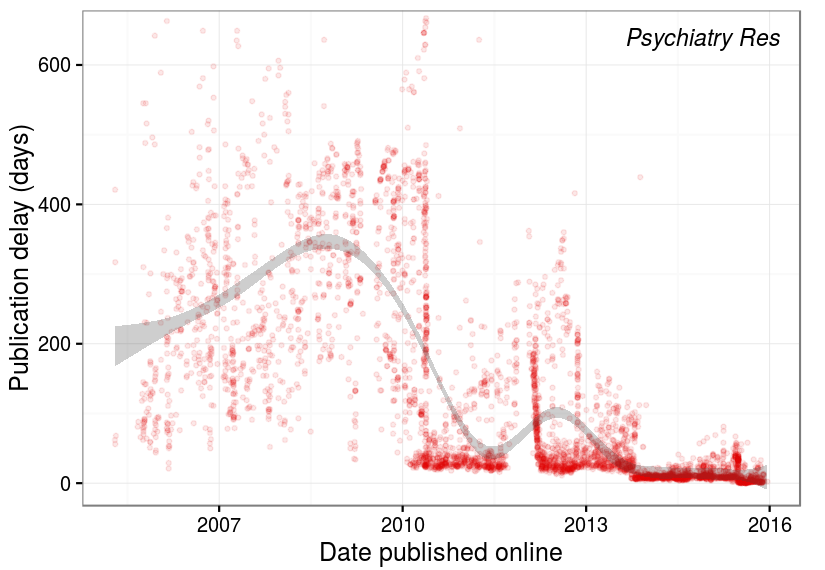 Psychiatry Res
Publication delay (days)
600
400
200
0
2007 2010 2013 2016
Date published online